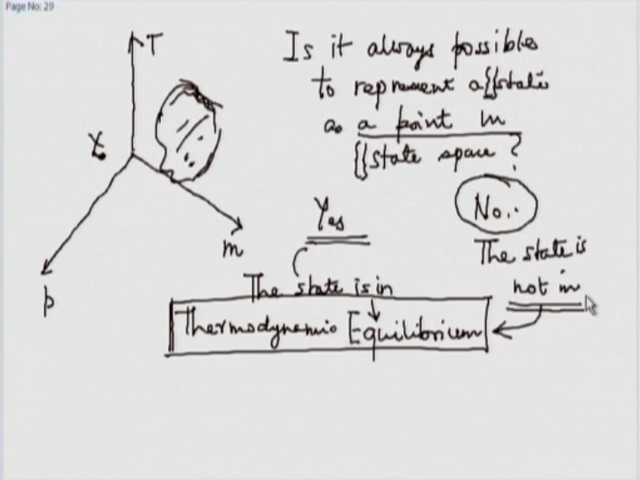 Page No: 29
T
Is it always possible
to represent a state
as a point in
state space ?
m
p
Yes
No..
The state is in
The state is
not in
Thermodynamic Equilibrium